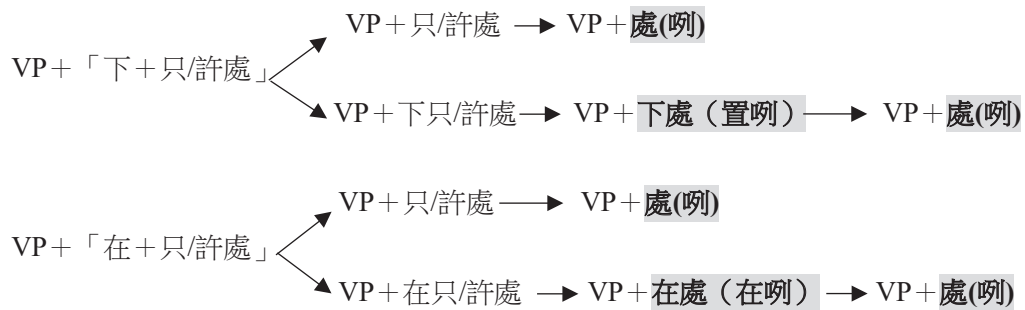 VP＋只/許處 → VP＋處(咧)
VP＋「下＋只/許處」
VP＋下只/許處 → VP＋下處（置咧） → VP＋處(咧)
VP＋只/許處 → VP＋處(咧)
VP＋「在＋只/許處」
VP＋在只/許處 → VP＋在處（在咧） → VP＋處(咧)